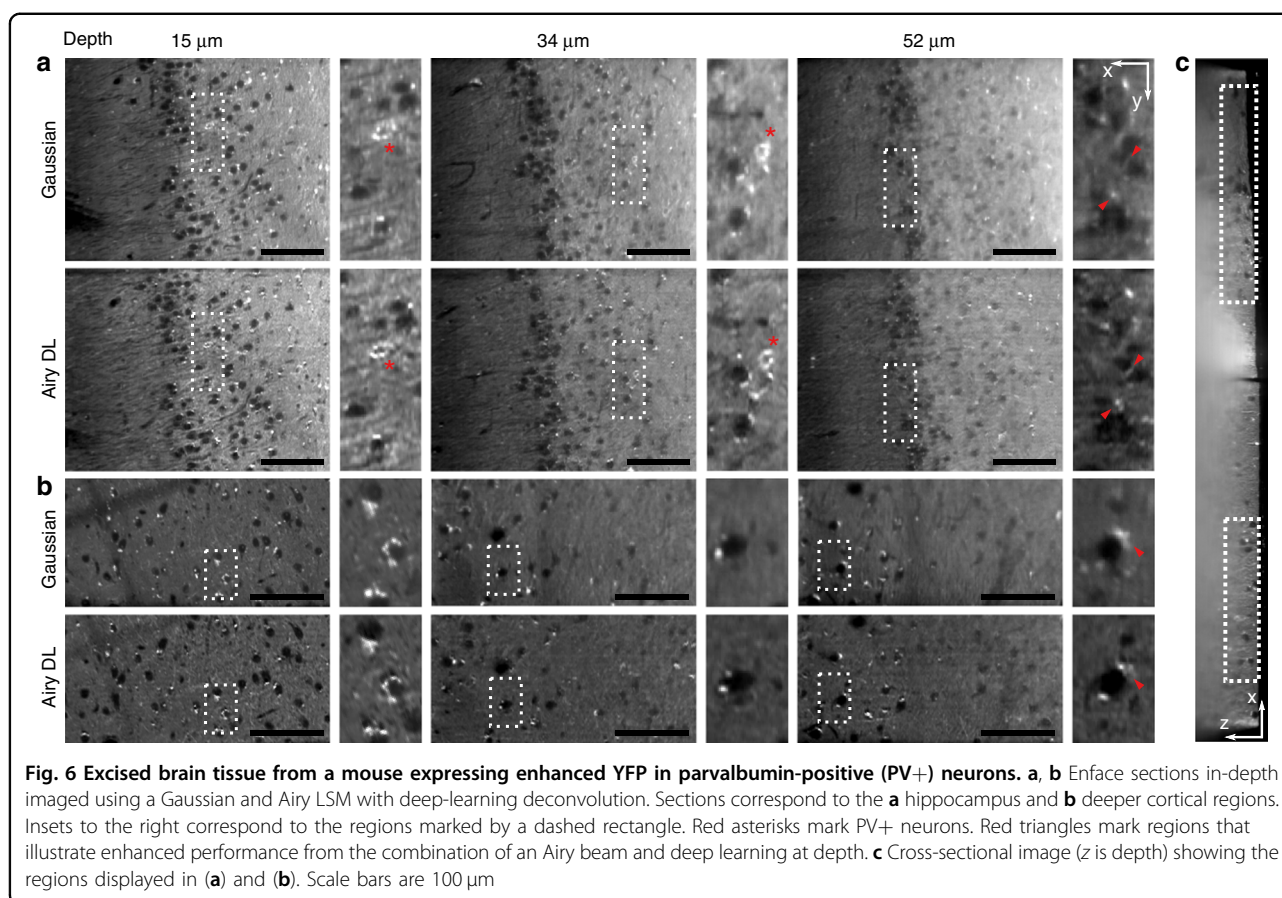 Depth 15 μm 34 μm 52 μm
a
c
x
y
Gaussian
*
*
Airy DL
*
*
b
Gaussian
Airy DL
x
z
Fig. 6 Excised brain tissue from a mouse expressing enhanced YFP in parvalbumin-positive (PV+) neurons. a, b Enface sections in-depth
imaged using a Gaussian and Airy LSM with deep-learning deconvolution. Sections correspond to the a hippocampus and b deeper cortical regions.
Insets to the right correspond to the regions marked by a dashed rectangle. Red asterisks mark PV+ neurons. Red triangles mark regions that
illustrate enhanced performance from the combination of an Airy beam and deep learning at depth. c Cross-sectional image (z is depth) showing the
regions displayed in (a) and (b). Scale bars are 100 μm